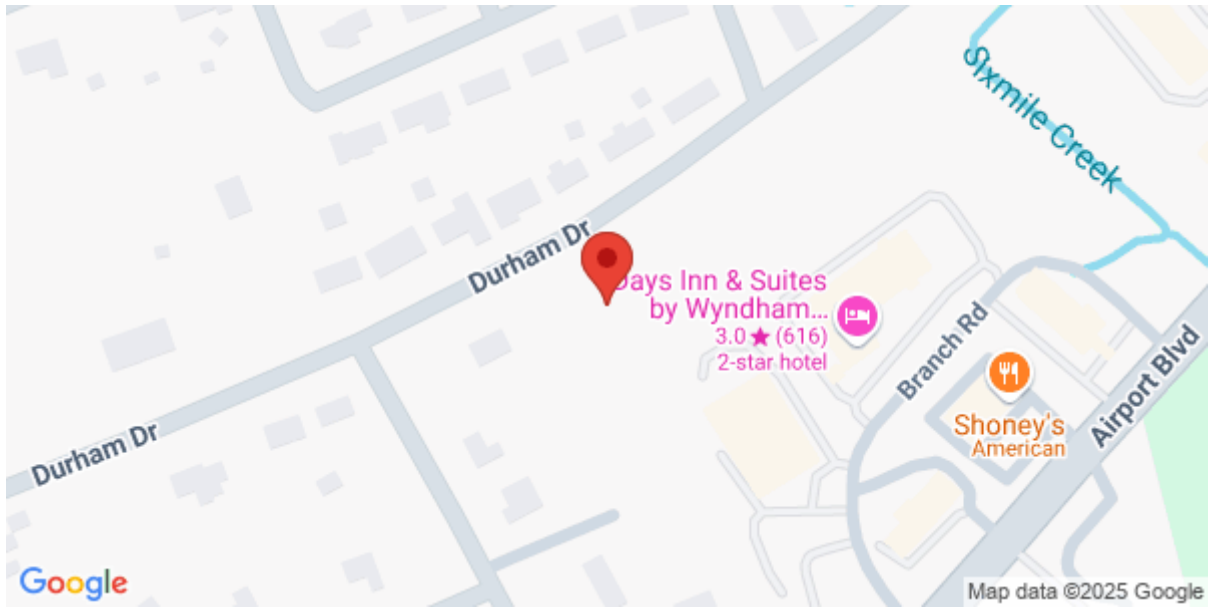 Sixmile Creek
Durham Dr
Days Inn & Suites
by Wyndham...
3.0 ★ (616)
2-star hotel
Branch Rd
Airport Blvd
Shoney's
American
Durham Dr
Google
Map data ©2025 Google